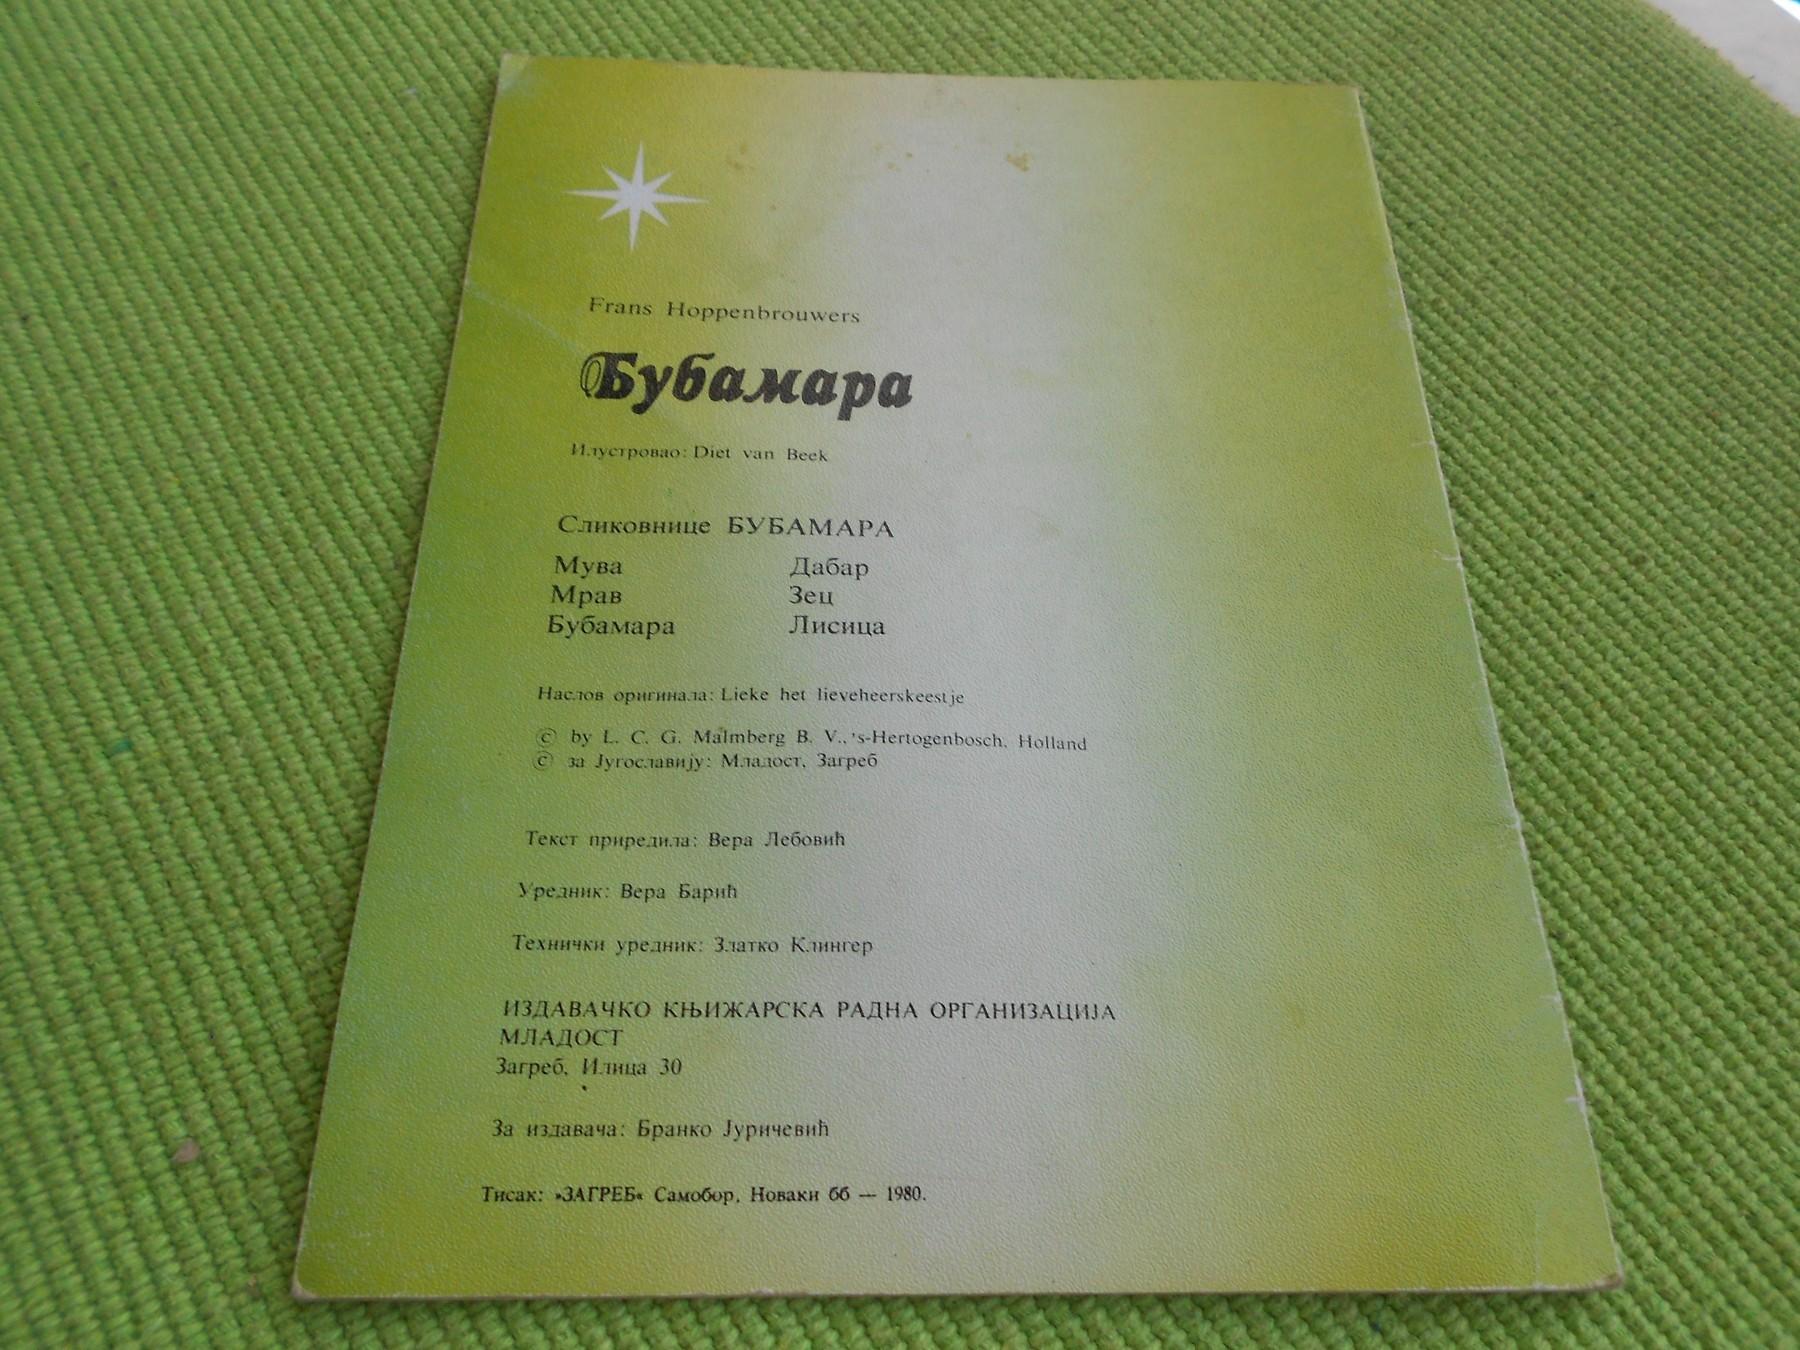 Frans Hoppenbrouwers
Бубамара
Илустровао: Diet van Beek
Сликовнице БУБАМАРА
Мува Дабар
Мрав Зец
Бубамара Лисица
Наслов оригинала: Lieke het lieveheerskeestje
© by L. C. G. Malmberg B. V., 's-Hertogenbosch, Holland
© за Југославију: Младост, Загреб
Текст приредила: Вера Лебовић
Уредник: Вера Барић
Технички уредник: Златко Клингер
ИЗДАВАЧКО КЊИЖАРСКА РАДНА ОРГАНИЗАЦИЈА
МЛАДОСТ
Загреб, Илица 30
За издавача: Бранко Јуричевић
Тисак: »ЗАГРЕБ« Самобор, Новаки бб — 1980.